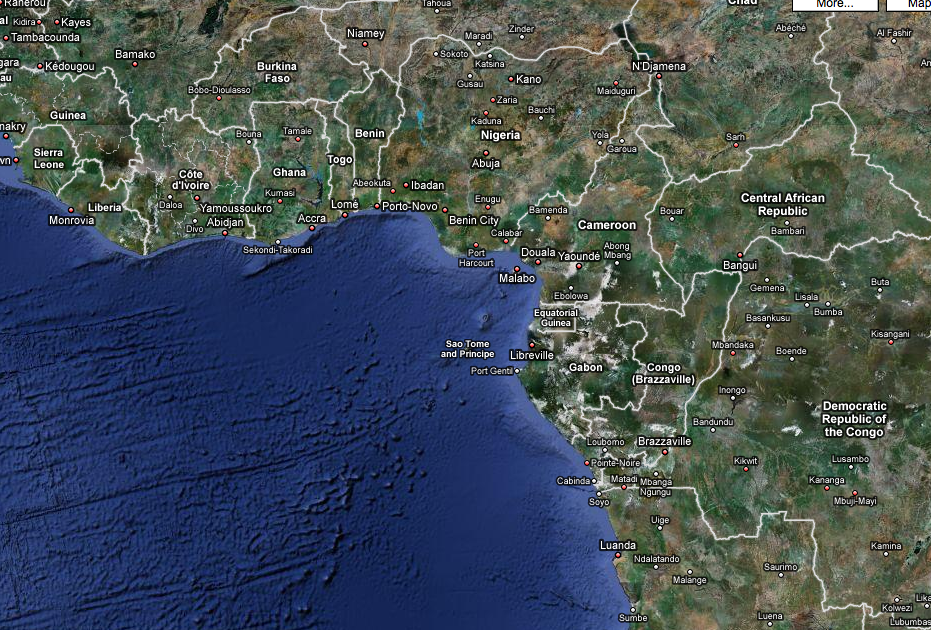 Ranérou
Tahoua
Chad
More...
Map
Kidira
Kayes
Tambacounda
Niamey
Maradi
Zinder
Abéché
Al Fashir
Bamako
Sokoto
Katsina
Kédougou
Burkina
Faso
Gusau
Kano
N'Djamena
Bobo-Dioulasso
Zaria
Maiduguri
Guinea
Kaduna
Bauchi
Bouna
Tamale
Benin
Nigeria
Yola
Garoua
Sarh
Sierra
Leone
Togo
Abuja
Côte
d'Ivoire
Ghana
Abeokuta
Ibadan
Kumasi
Central African
Republic
Liberia
Daloa
Yamoussoukro
Lomé
Porto-Novo
Enugu
Bamenda
Bouar
Monrovia
Divo
Abidjan
Accra
Benin City
Calabar
Cameroon
Bambari
Sekondi-Takoradi
Port
Harcourt
Douala
Yaoundé
Abong
Mbang
Bangui
Malabo
Gemena
Buta
Ebolowa
Lisala
Bumba
Equatorial
Guinea
Basankusu
Kisangani
Sao Tome
and Principe
Libreville
Mbandaka
Boende
Port Gentil
Gabon
Congo
(Brazzaville)
Inongo
Democratic
Republic of
the Congo
Bandundu
Loubomo
Brazzaville
Pointe-Noire
Kikwit
Lusambo
Cabinda
Matadi
Mbanga
Ngungu
Kananga
Mbuji-Mayi
Soyo
Uige
Luanda
Ndalatando
Malange
Saurimo
Kamina
Sumbe
Luena
Kolwezi